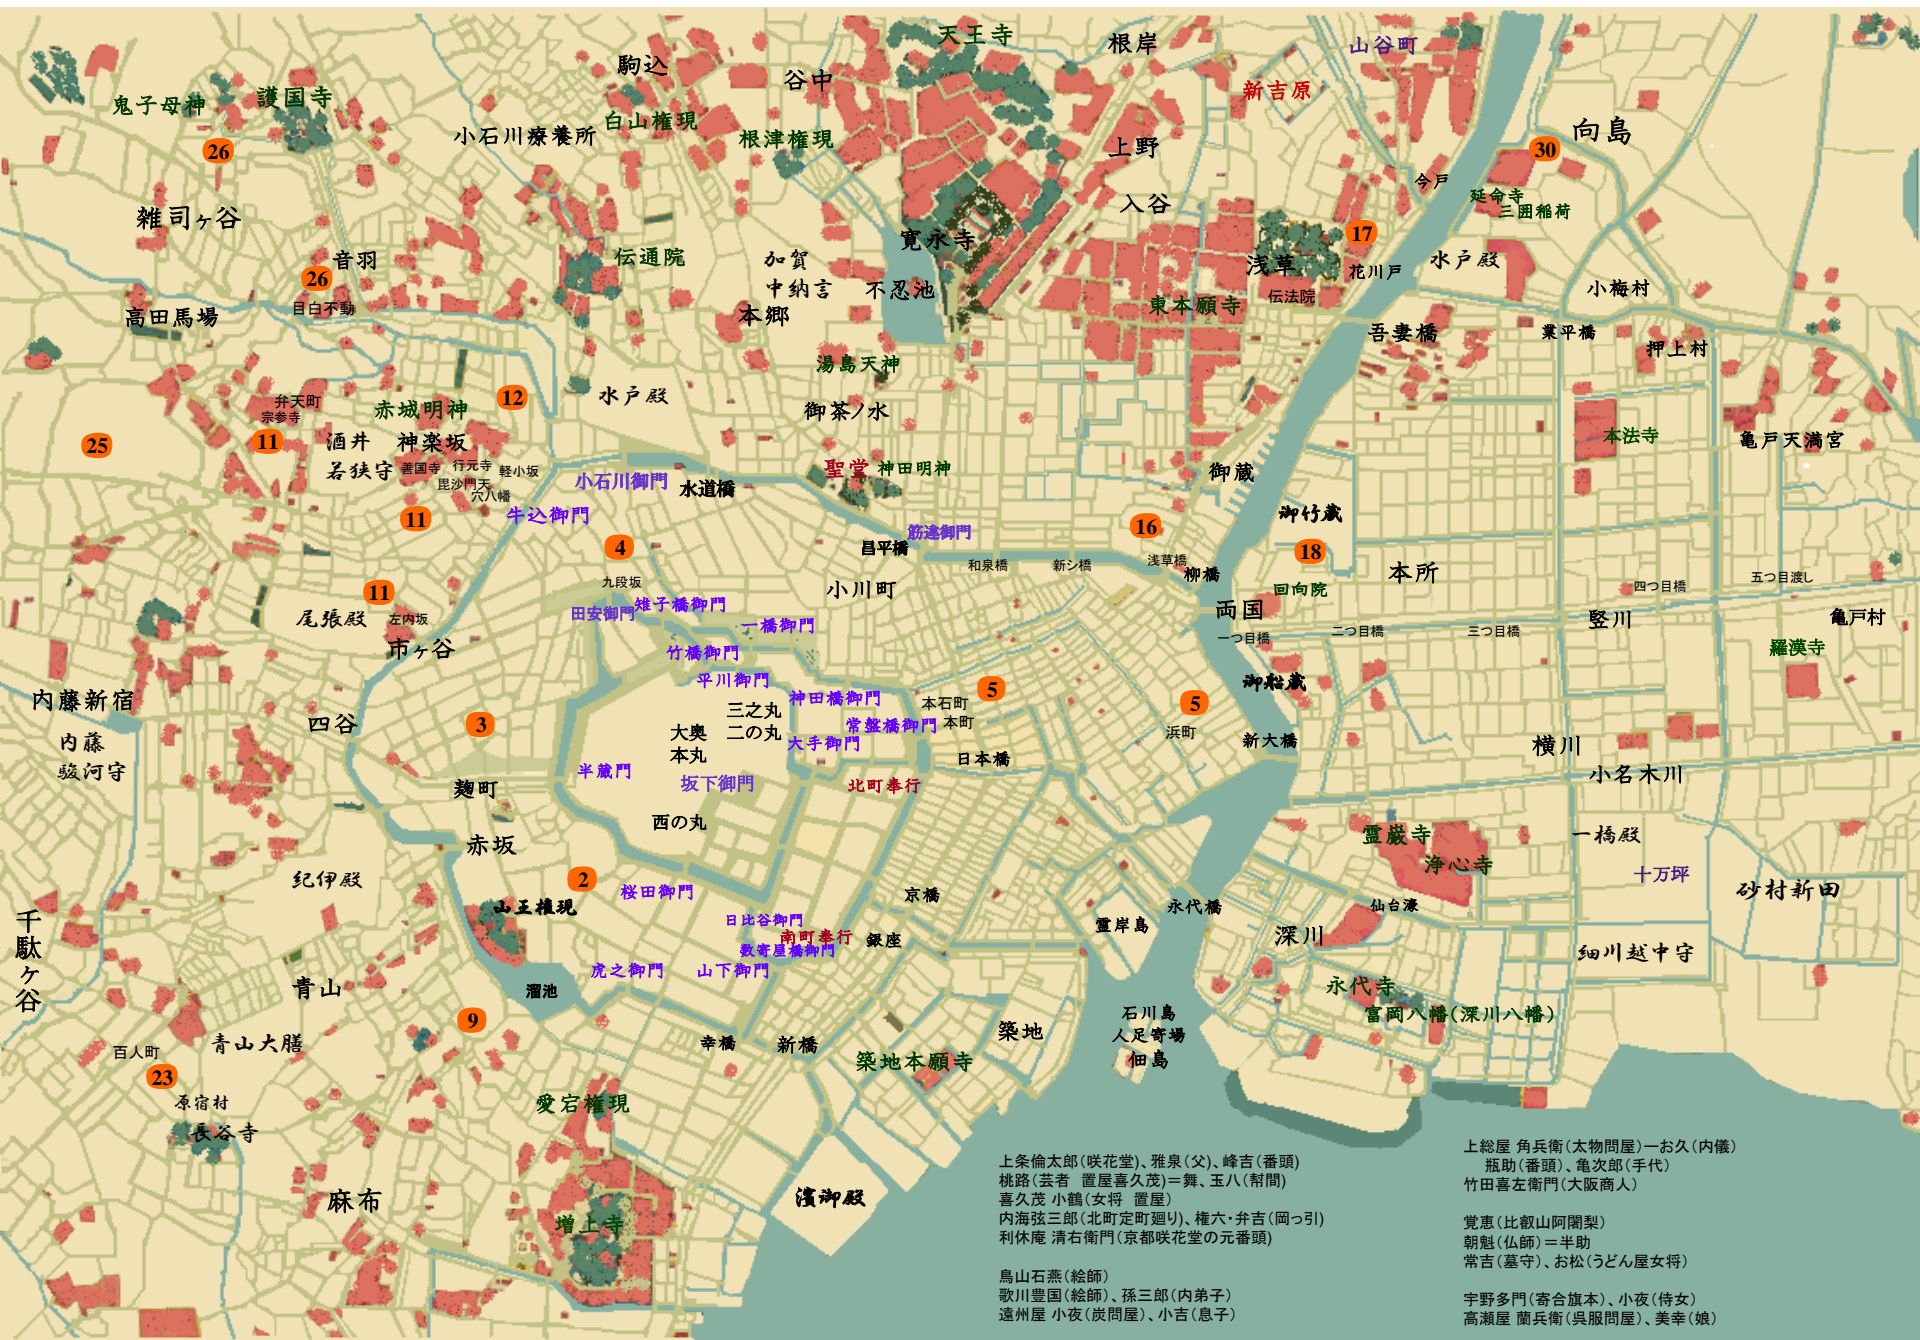 天王寺
根岸
山谷町
駒込
谷中
新吉原
鬼子母神
護国寺
白山権現
小石川療養所
根津権現
上野
向島
26
30
今戸
延命寺
三囲稲荷
雑司ヶ谷
入谷
17
寛永寺
音羽
伝通院
加賀
中納言
浅草
花川戸
水戸殿
26
目白不動
不忍池
伝法院
小梅村
高田馬場
本郷
東本願寺
吾妻橋
業平橋
押上村
湯島天神
弁天町
宗参寺
赤城明神
12
水戸殿
御茶ノ水
11
25
酒井
若狭守
神楽坂
善国寺
行元寺
軽小坂
毘沙門天
穴八幡
聖堂
神田明神
御蔵
本法寺
亀戸天満宮
小石川御門
水道橋
牛込御門
11
御竹蔵
筋違御門
昌平橋
16
4
18
和泉橋
新シ橋
浅草橋
柳橋
本所
五つ目渡し
九段坂
小川町
回向院
四つ目橋
11
尾張殿
左内坂
田安御門
雉子橋御門
一橋御門
両国
竪川
亀戸村
一つ目橋
二つ目橋
三つ目橋
市ヶ谷
竹橋御門
羅漢寺
平川御門
御船蔵
内藤新宿
神田橋御門
本石町
5
5
四谷
3
三之丸
二の丸
大奥
本丸
常盤橋御門
本町
浜町
大手御門
新大橋
内藤
駿河守
日本橋
横川
半蔵門
坂下御門
北町奉行
小名木川
麹町
西の丸
赤坂
霊巌寺
浄心寺
一橋殿
紀伊殿
2
桜田御門
京橋
十万坪
砂村新田
山王権現
永代橋
仙台濠
千駄ヶ谷
日比谷御門
南町奉行
数寄屋橋御門
銀座
霊岸島
深川
細川越中守
虎之御門
山下御門
青山
溜池
永代寺
富岡八幡(深川八幡)
9
石川島
人足寄場
佃島
築地
青山大膳
幸橋
新橋
築地本願寺
百人町
23
原宿村
長谷寺
愛宕権現
麻布
増上寺
濱御殿
上条倫太郎(咲花堂)、雅泉(父)、峰吉(番頭)
桃路(芸者 置屋喜久茂)＝舞、玉八(幇間)
喜久茂 小鶴(女将 置屋)
内海弦三郎(北町定町廻り)、権六・弁吉(岡っ引)
利休庵 清右衛門(京都咲花堂の元番頭)
鳥山石燕(絵師)
歌川豊国(絵師)、孫三郎(内弟子)
遠州屋 小夜(炭問屋)、小吉(息子)
上総屋 角兵衛(太物問屋)ーお久(内儀)
瓶助(番頭)、亀次郎(手代)
竹田喜左衛門(大阪商人)
覚恵(比叡山阿闍梨)
朝魁(仏師)＝半助
常吉(墓守)、お松(うどん屋女将)
宇野多門(寄合旗本)、小夜(侍女)
高瀬屋 蘭兵衛(呉服問屋)、美幸(娘)